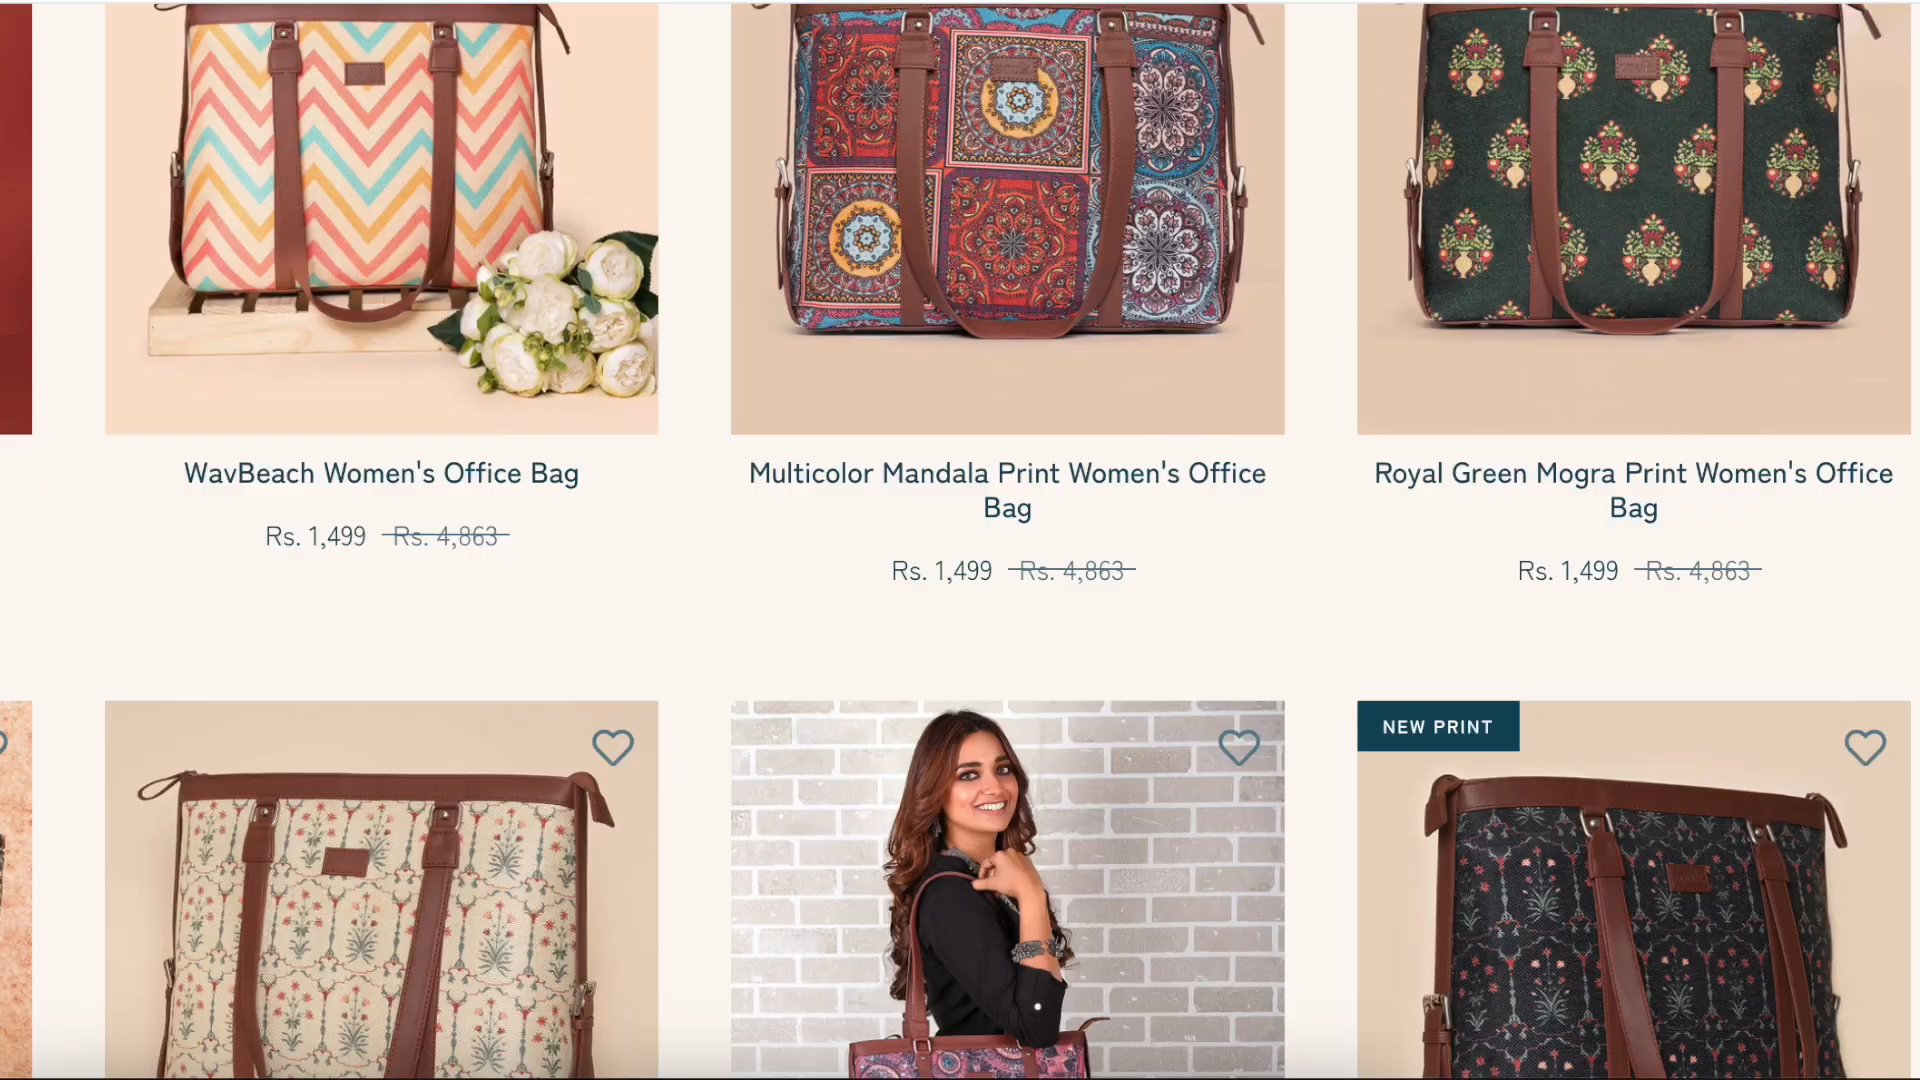 WavBeach Women's Office Bag
Rs. 1,499 Rs. 4,863
Multicolor Mandala Print Women's Office
Bag
Rs. 1,499 Rs. 4,863
Royal Green Mogra Print Women's Office
Bag
Rs. 1,499 Rs. 4,863
NEW PRINT